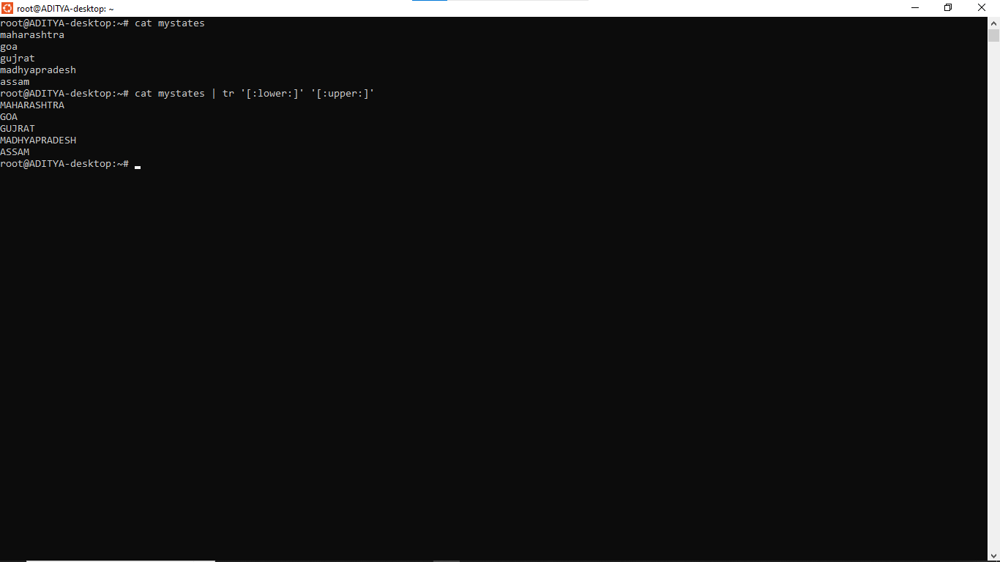 root@ADITYA-desktop: ~
root@ADITYA-desktop:~# cat mystates
maharashtra
goa
gujrat
madhyapradesh
assam
root@ADITYA-desktop:~# cat mystates | tr '[:lower:]' '[:upper:]'
MAHARASHTRA
GOA
GUJRAT
MADHYAPRADESH
ASSAM
root@ADITYA-desktop:~#